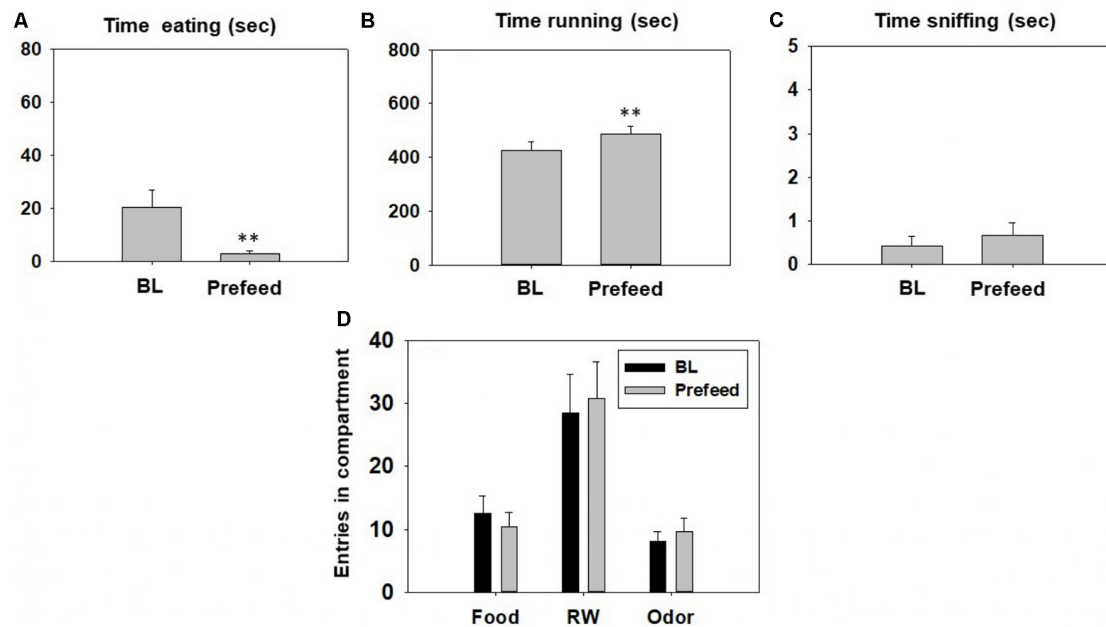 A
Time eating (sec)
80
60
40
20
0
**
BL Prefeed
B
Time running (sec)
800
600
400
200
0
**
BL Prefeed
C
Time sniffing (sec)
5
4
3
2
1
0
BL Prefeed
D
Entries in compartment
40
30
20
10
0
BL
Prefeed
Food RW Odor